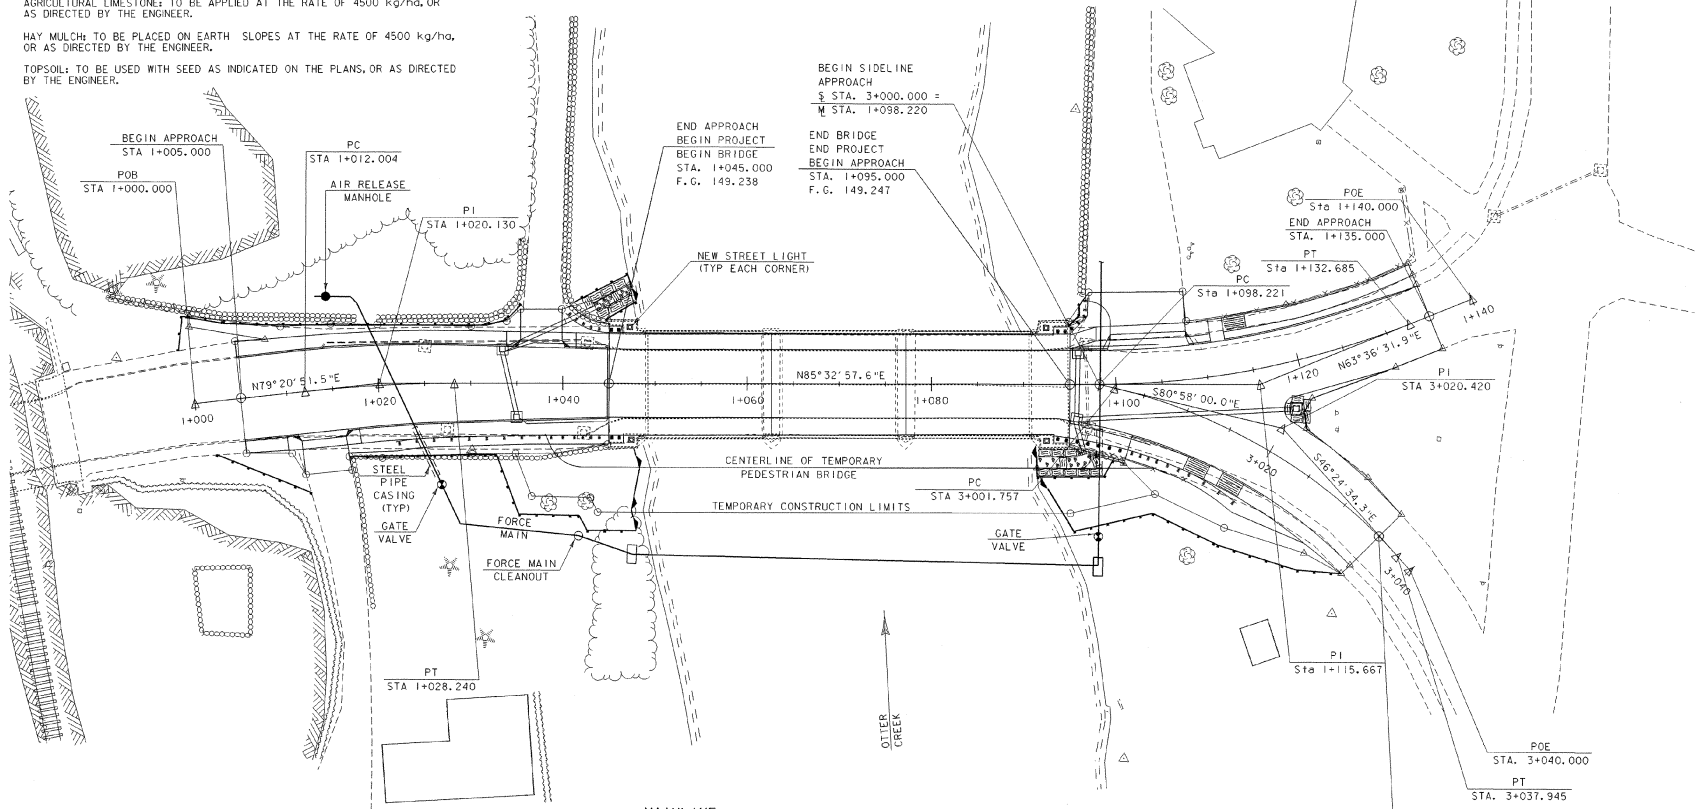 AGRICULTURAL LIMESTONE: TO BE APPLIED AT THE RATE OF 4500 kg/ha, OR
AS DIRECTED BY THE ENGINEER.
HAY MULCH: TO BE PLACED ON EARTH SLOPES AT THE RATE OF 4500 kg/ha,
OR AS DIRECTED BY THE ENGINEER.
TOPSOIL: TO BE USED WITH SEED AS INDICATED ON THE PLANS, OR AS DIRECTED
BY THE ENGINEER.
BEGIN APPROACH
STA 1+005.000
POB
STA 1+000.000
PC
STA 1+012.004
AIR RELEASE
MANHOLE
PI
STA 1+020.130
END APPROACH
BEGIN PROJECT
BEGIN BRIDGE
STA. 1+045.000
F.G. 149.238
BEGIN SIDELINE
APPROACH
STA. 3+000.000 =
STA. 1+098.220
END BRIDGE
END PROJECT
BEGIN APPROACH
STA. 1+095.000
F.G. 149.247
NEW STREET LIGHT
(TYP EACH CORNER)
POE
Sta 1+140.000
END APPROACH
STA. 1+135.000
PT
Sta 1+132.685
PC
Sta 1+098.221
1+140
N63°36'31.9"E
1+120
PI
STA 3+020.420
N79°20'51.5"E
1+000
1+020
1+040
1+060
N85°32'57.6"E
1+080
1+100
S80°58'00.0"E
3+020
S46°24'34.3"E
3+040
CENTERLINE OF TEMPORARY
PEDESTRIAN BRIDGE
PC
STA 3+001.757
TEMPORARY CONSTRUCTION LIMITS
STEEL
PIPE
CASING
(TYP)
GATE
VALVE
FORCE
MAIN
FORCE MAIN
CLEANOUT
GATE
VALVE
PT
STA 1+028.240
OTTER
CREEK
PI
Sta 1+115.667
POE
STA. 3+040.000
PT
STA. 3+037.945